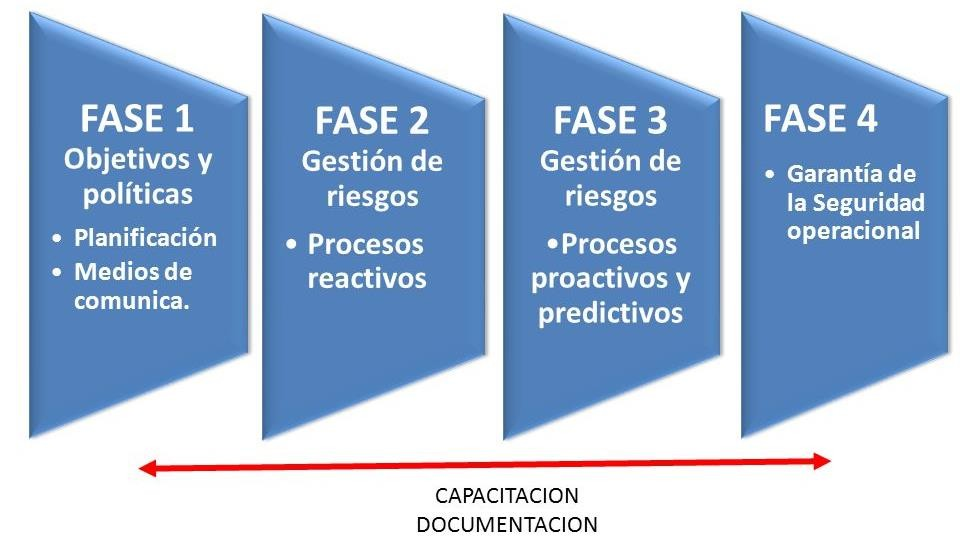 FASE 1
Objetivos y
políticas
• Planificación
• Medios de
comunica.
FASE 2
Gestión de
riesgos
• Procesos
reactivos
FASE 3
Gestión de
riesgos
•Procesos
proactivos y
predictivos
FASE 4
• Garantía de
la Seguridad
operacional
CAPACITACION
DOCUMENTACION